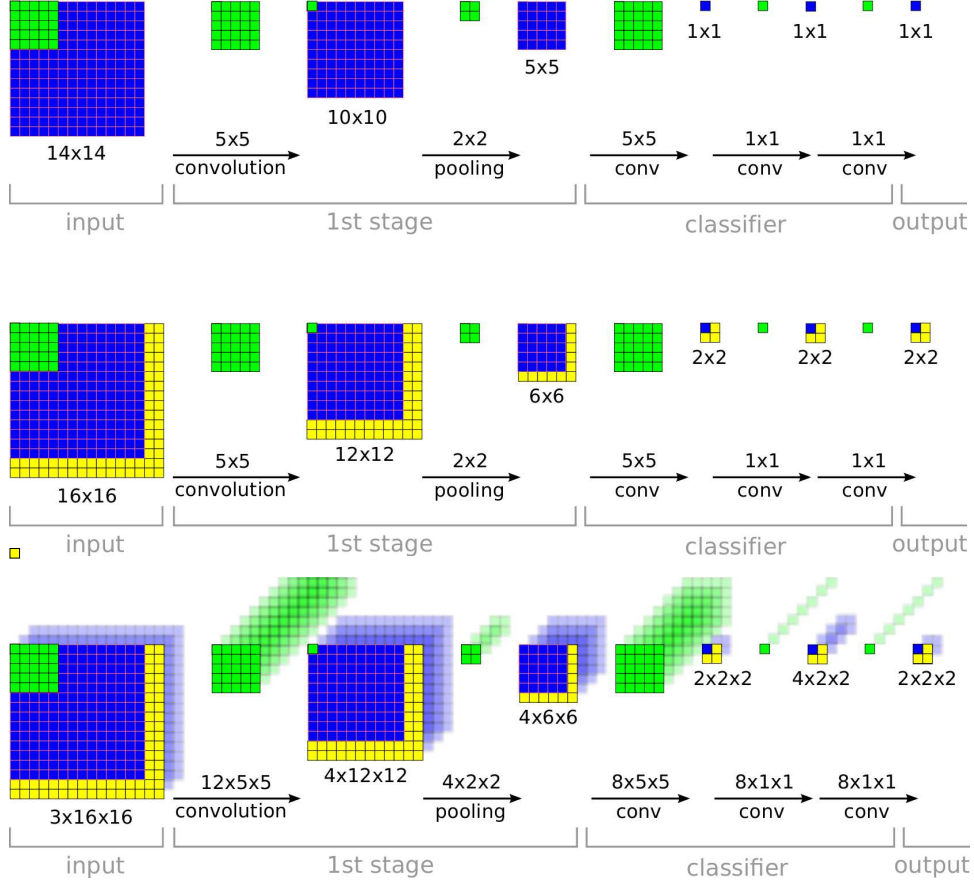 1x1 1x1 1x1
5x5
10x10
14x14
5x5 2x2 5x5 1x1 1x1
convolution pooling conv conv conv
input 1st stage classifier output
2x2 2x2 2x2
6x6
12x12
16x16
5x5 2x2 5x5 1x1 1x1
convolution pooling conv conv conv
input 1st stage classifier output
2x2x2 4x2x2 2x2x2
4x6x6
4x12x12
3x16x16
12x5x5 4x2x2 8x5x5 8x1x1 8x1x1
convolution pooling conv conv conv
input 1st stage classifier output